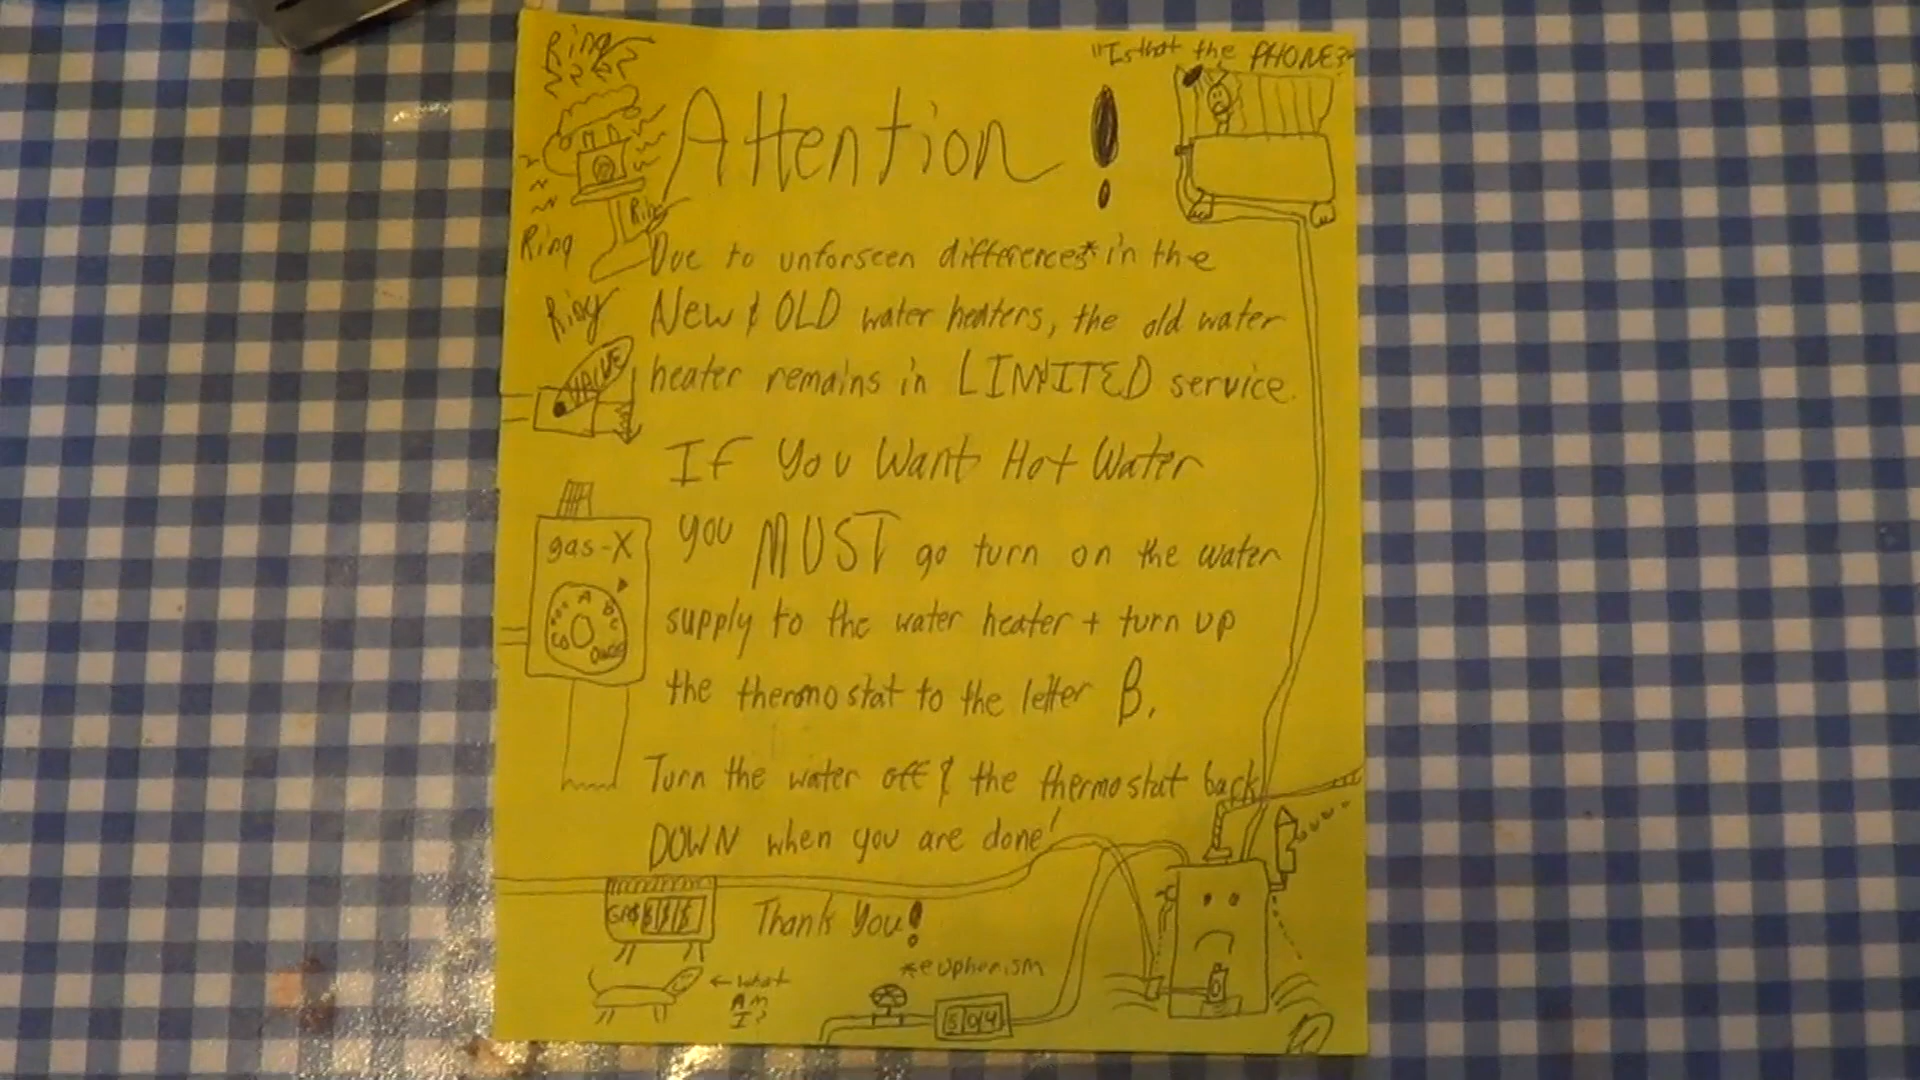 Ring
"Is that the PHONE?"
Attention!
Ring
Ring
Due to unforseen differences* in the
New & OLD water heaters, the old water
Ring
heater remains in LIMITED service.
VALVE
If You Want Hot Water
you MUST go turn on the water
gas-X
supply to the water heater + turn up
A B C
the thermostat to the letter B.
Turn the water off & the thermostat back
DOWN when you are done!
GAS $ $ $
Thank You!
*euphemism
← What
Am
I?
504